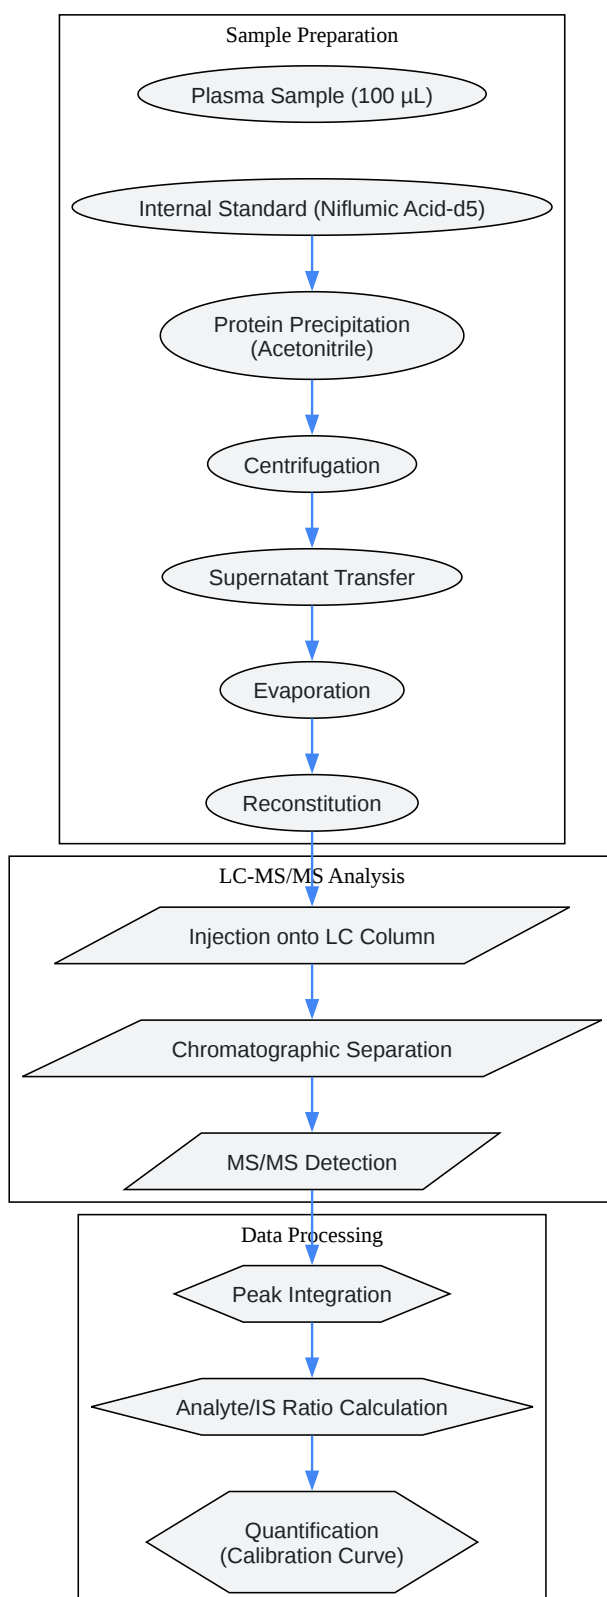 Sample Preparation
Plasma Sample (100 µL)
Internal Standard (Niflumic Acid-d5)
Protein Precipitation
(Acetonitrile)
Centrifugation
Supernatant Transfer
Evaporation
Reconstitution
LC-MS/MS Analysis
Injection onto LC Column
Chromatographic Separation
MS/MS Detection
Data Processing
Peak Integration
Analyte/IS Ratio Calculation
Quantification
(Calibration Curve)